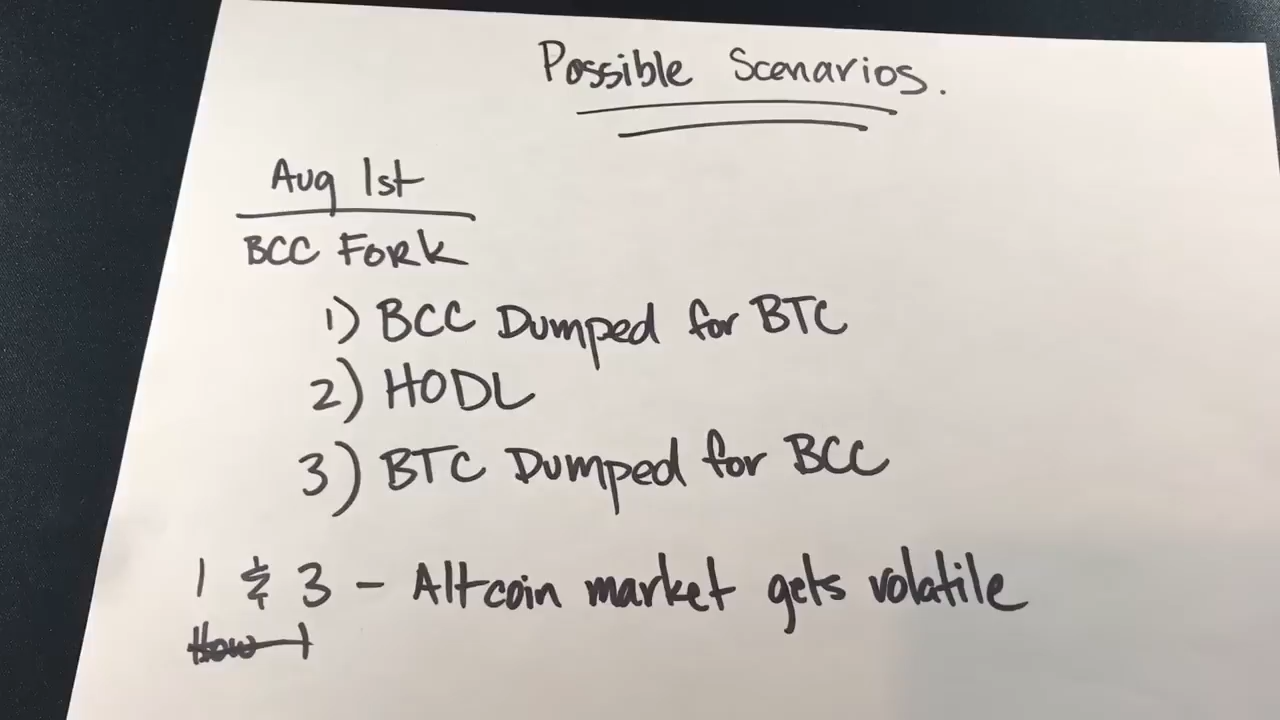 Possible Scenarios.
Aug 1st
BCC Fork
1) BCC Dumped for BTC
2) HODL
3) BTC Dumped for BCC
1 & 3 - Altcoin market gets volatile
How